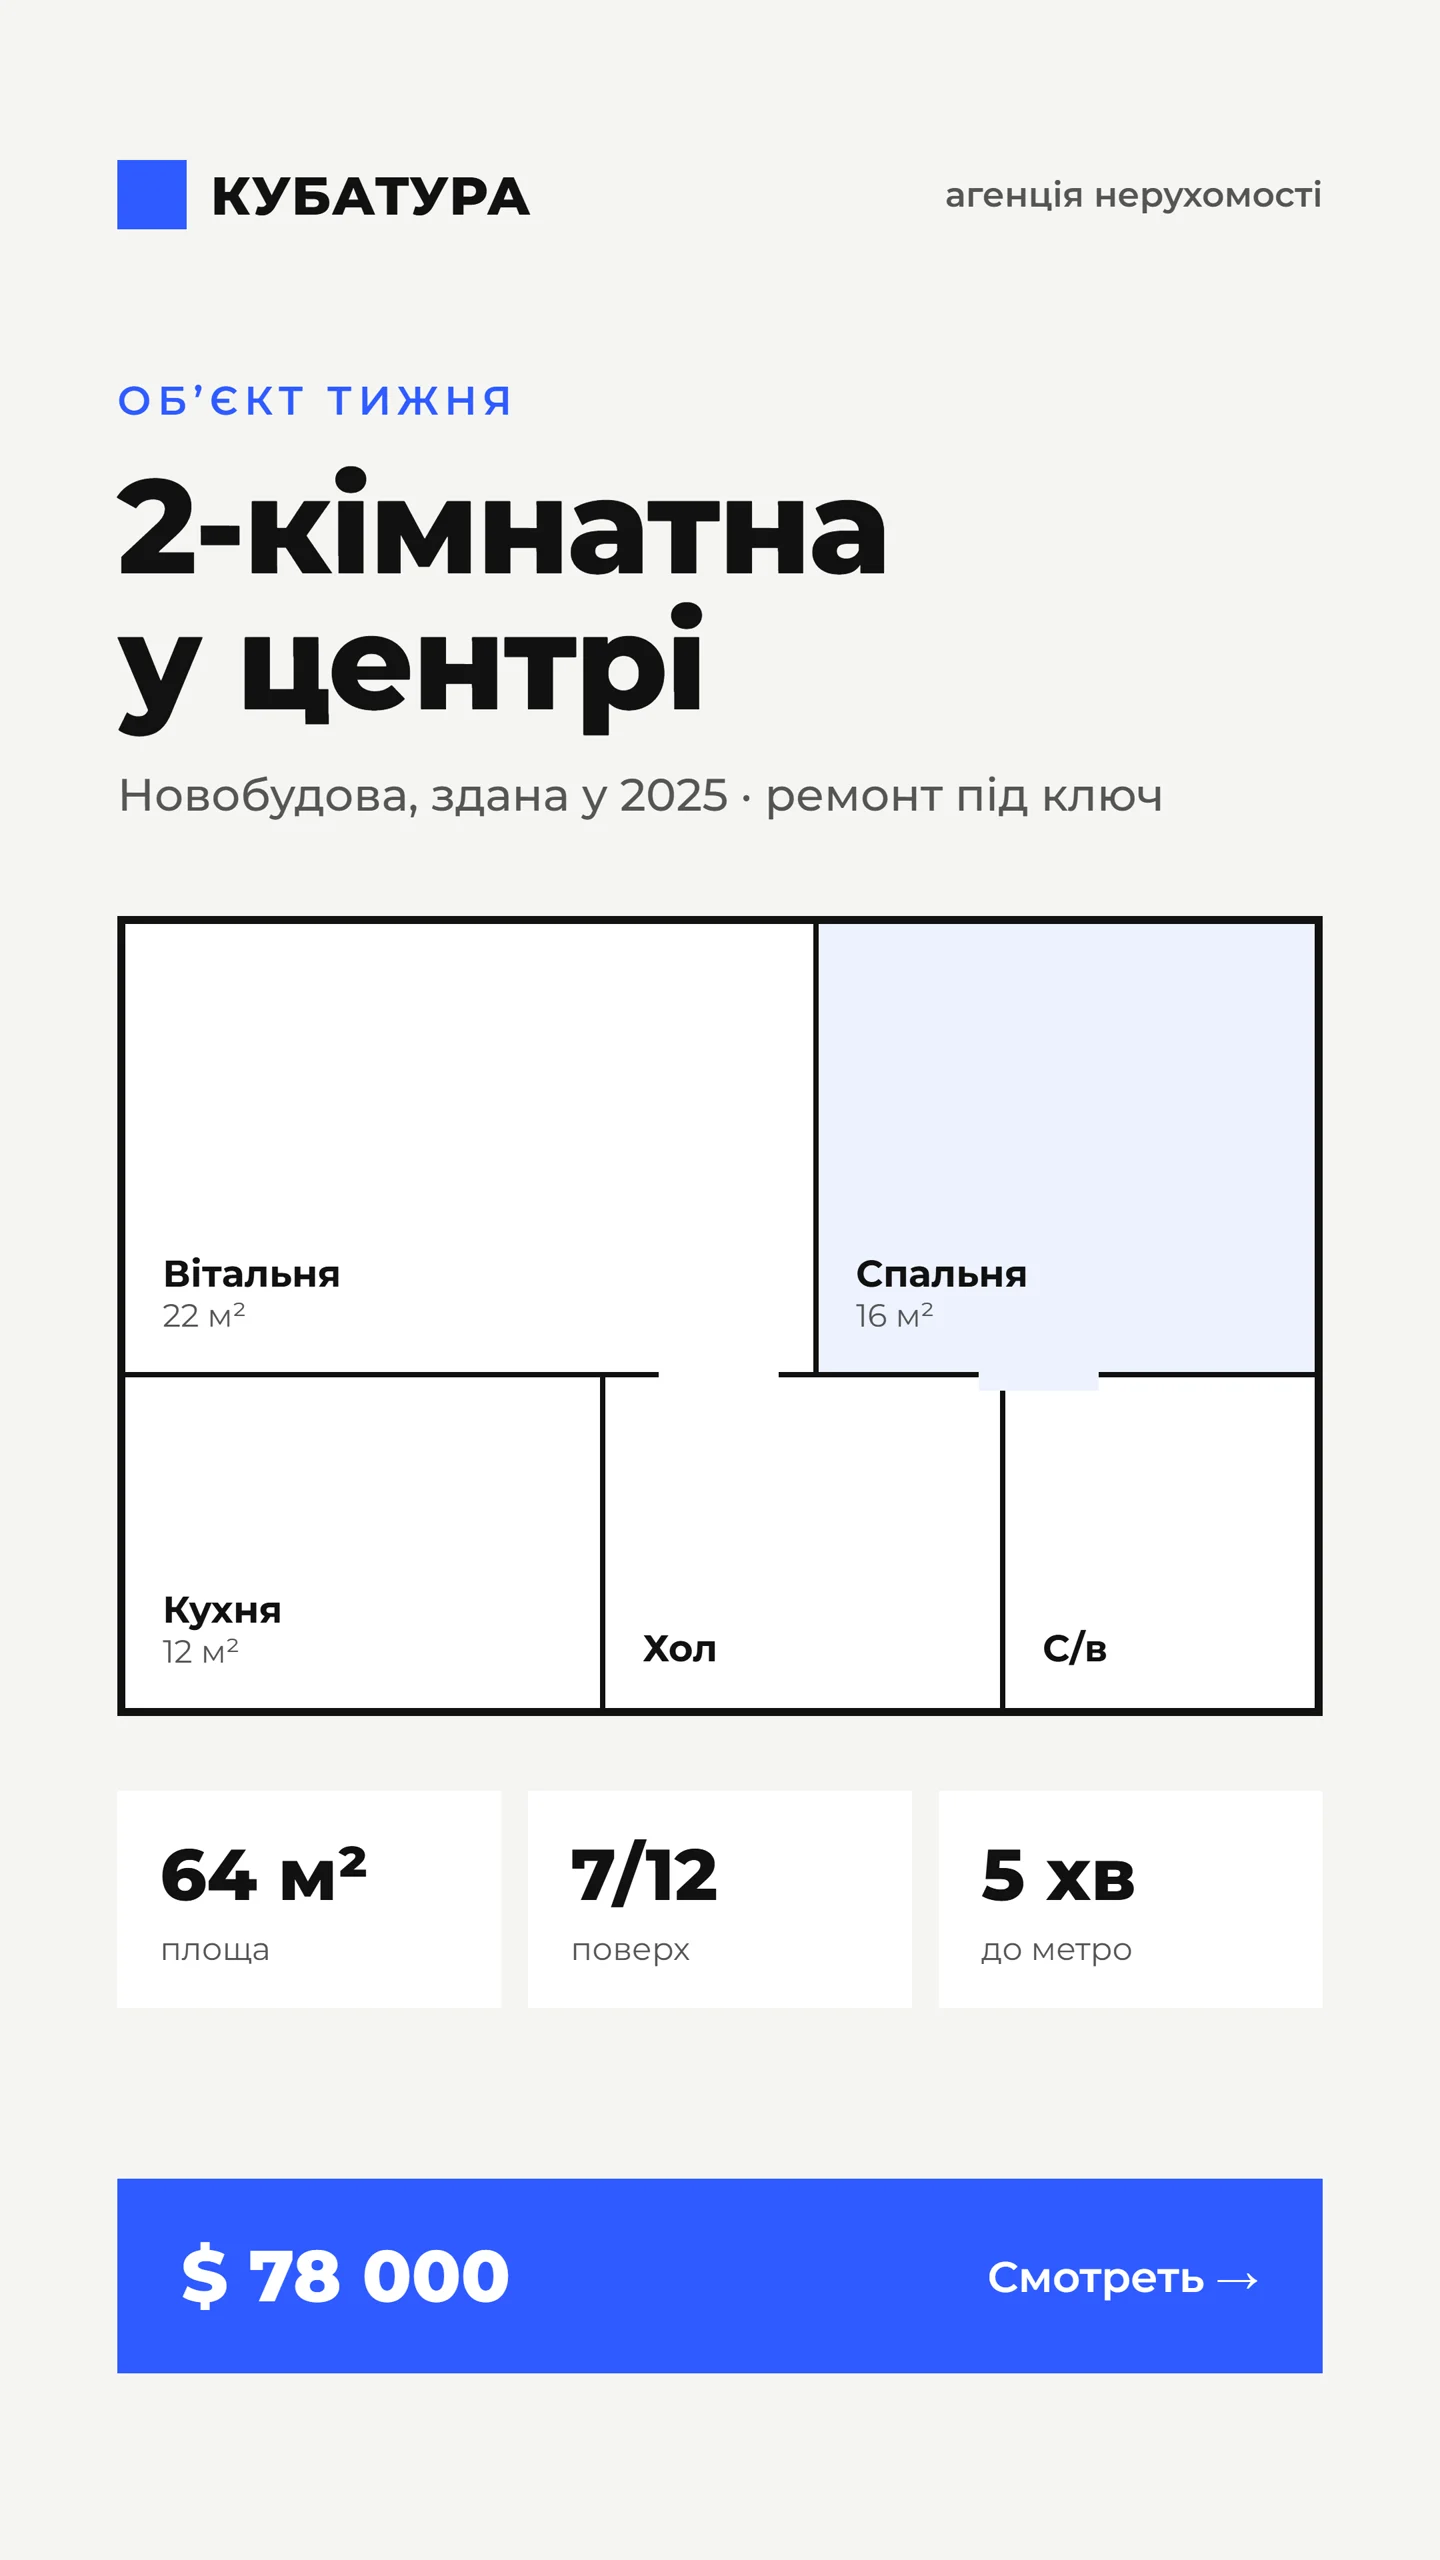 КУБАТУРА
агенція нерухомості
ОБ’ЄКТ ТИЖНЯ
2-кімнатна
у центрі
Новобудова, здана у 2025 · ремонт під ключ
Вітальня
22 м²
Спальня
16 м²
Кухня
12 м²
Хол
С/в
64 м²
площа
7/12
поверх
5 хв
до метро
$ 78 000
Смотреть →